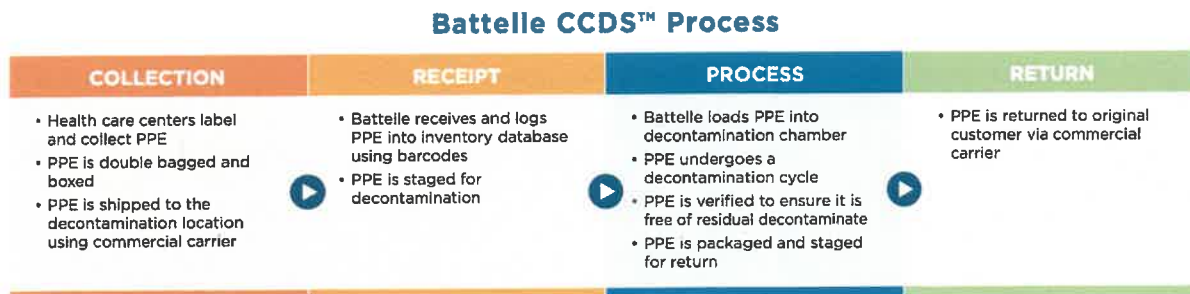 Battelle CCDS™ Process
COLLECTION
• Health care centers label
and collect PPE
• PPE is double bagged and
boxed
• PPE is shipped to the
decontamination location
using commercial carrier
RECEIPT
• Battelle receives and logs
PPE into inventory database
using barcodes
• PPE is staged for
decontamination
PROCESS
• Battelle loads PPE into
decontamination chamber
• PPE undergoes a
decontamination cycle
• PPE is verified to ensure it is
free of residual decontaminate
• PPE is packaged and staged
for return
RETURN
• PPE is returned to original
customer via commercial
carrier